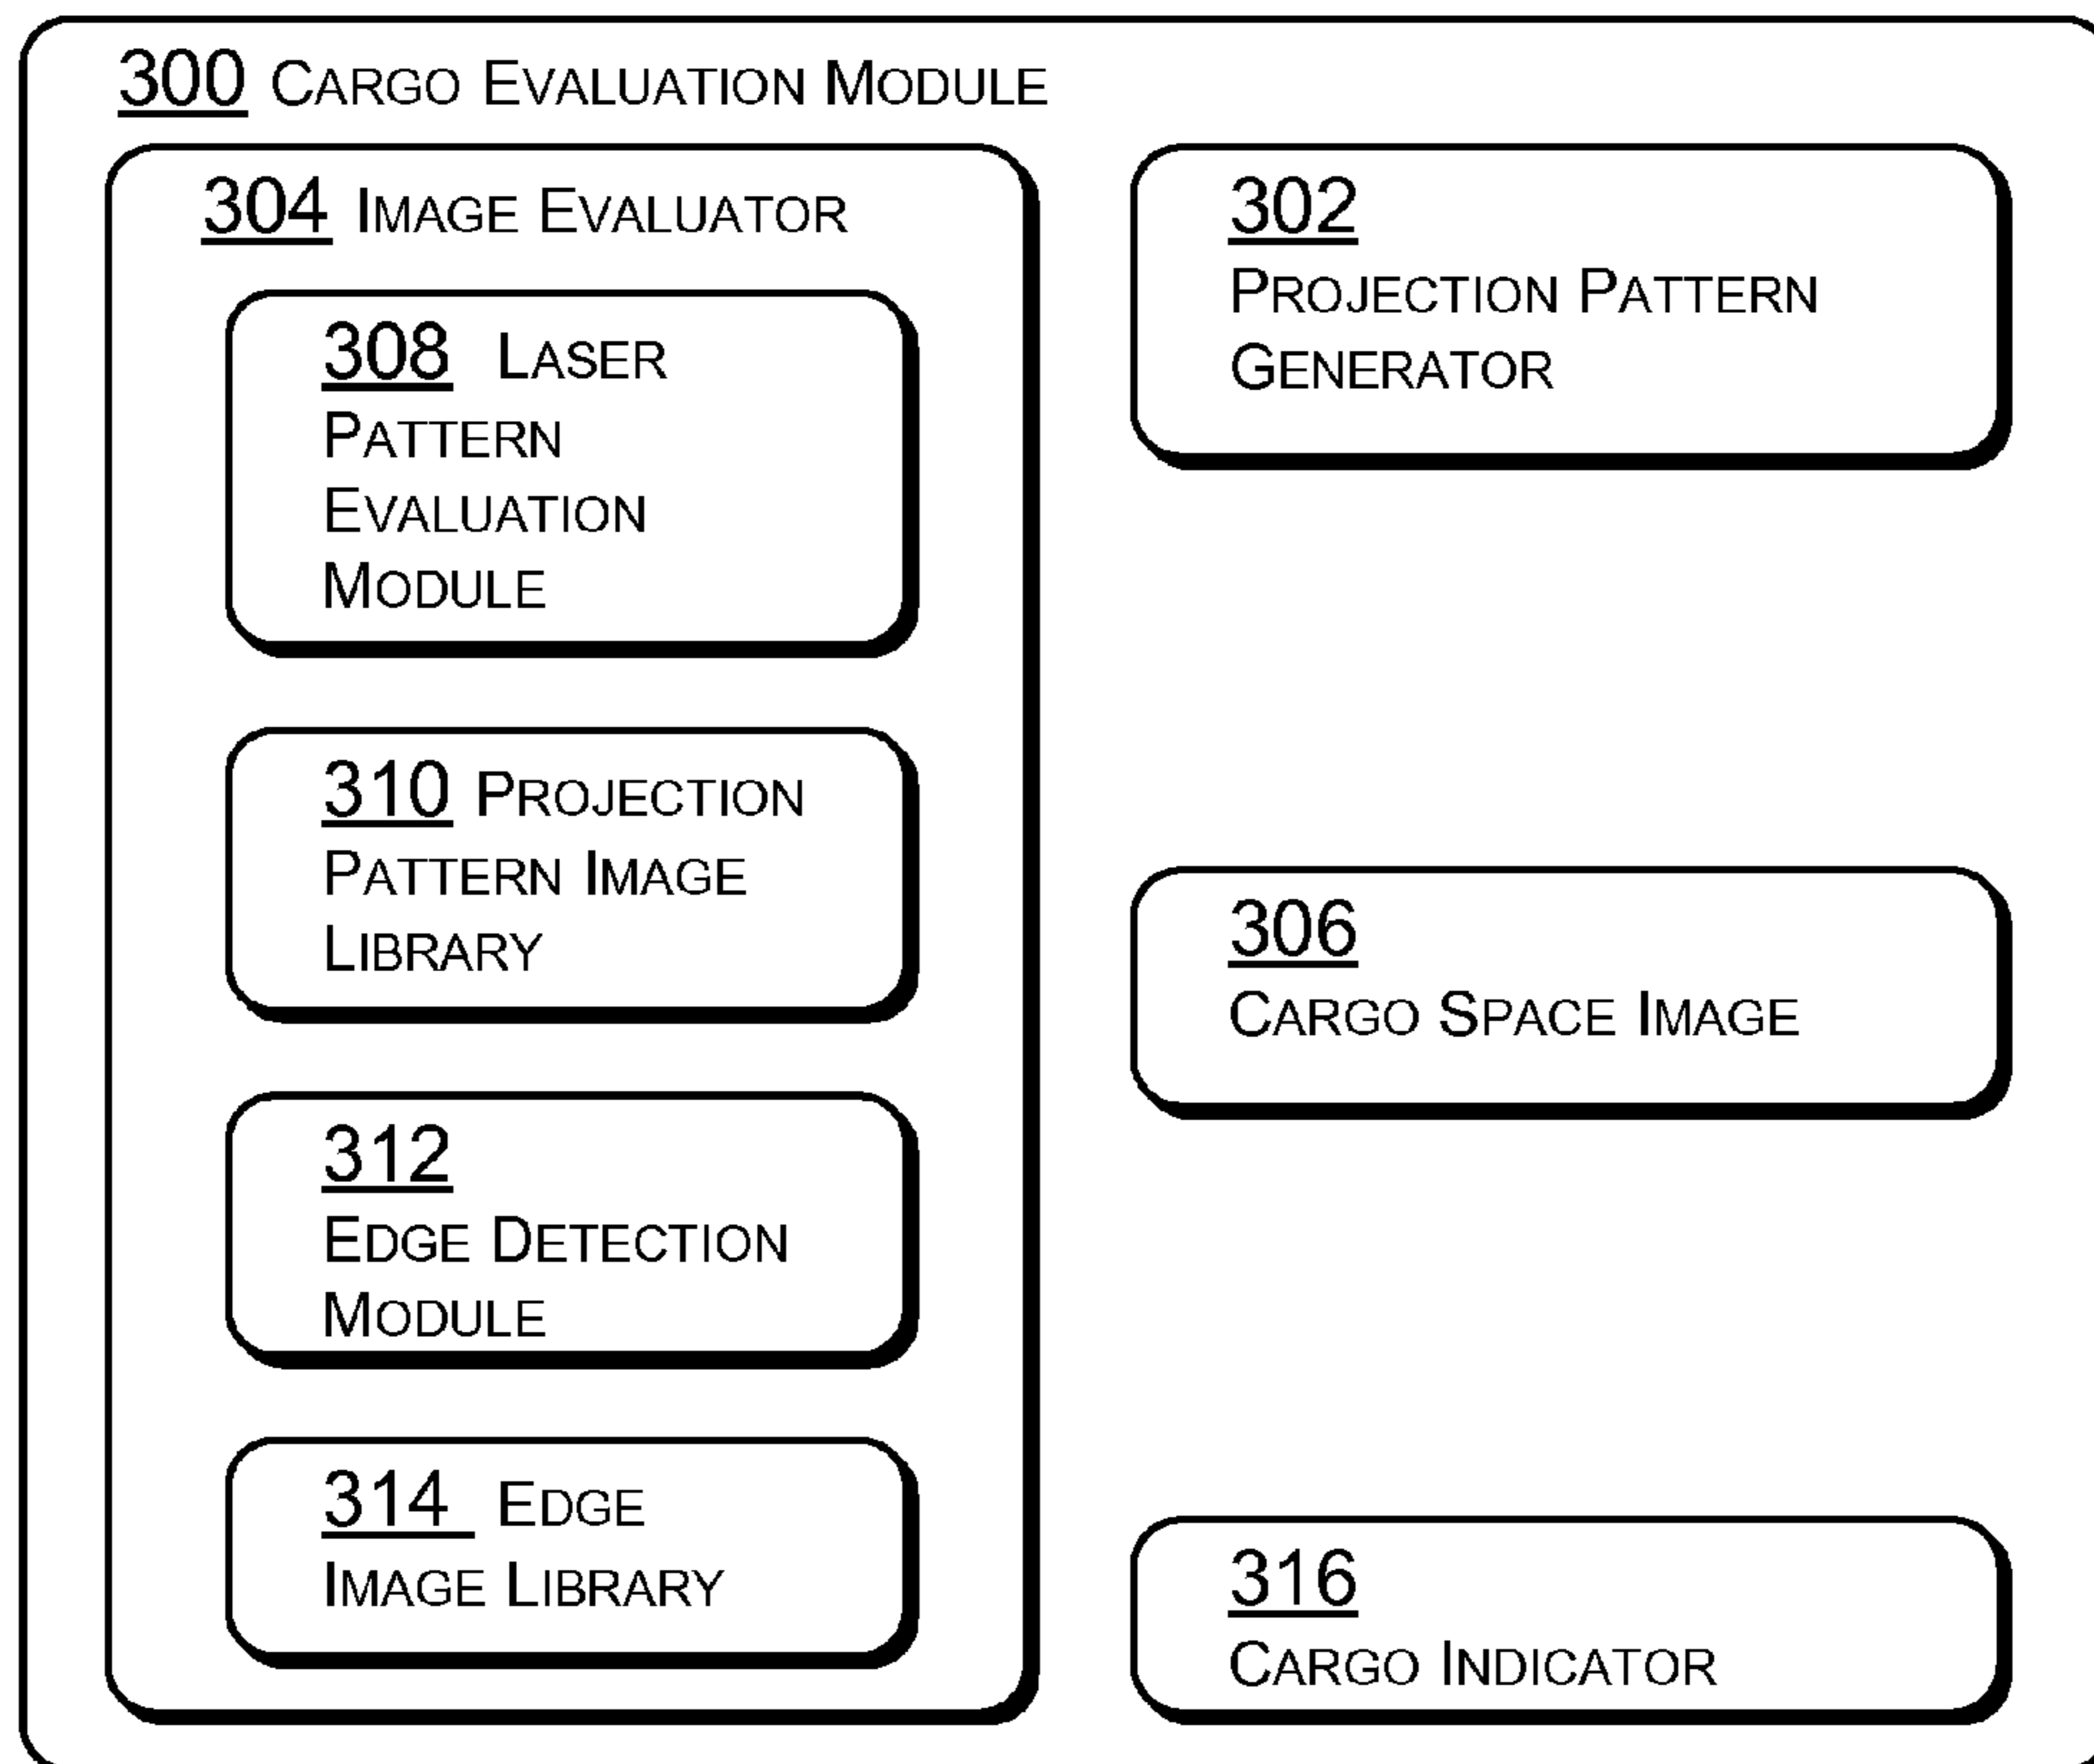 300 CARGO EVALUATION MODULE
304 IMAGE EVALUATOR
308 LASER
PATTERN
EVALUATION
MODULE
310 PROJECTION
PATTERN IMAGE
LIBRARY
312
EDGE DETECTION
MODULE
314 EDGE
IMAGE LIBRARY
302
PROJECTION PATTERN
GENERATOR
306
CARGO SPACE IMAGE
316
CARGO INDICATOR